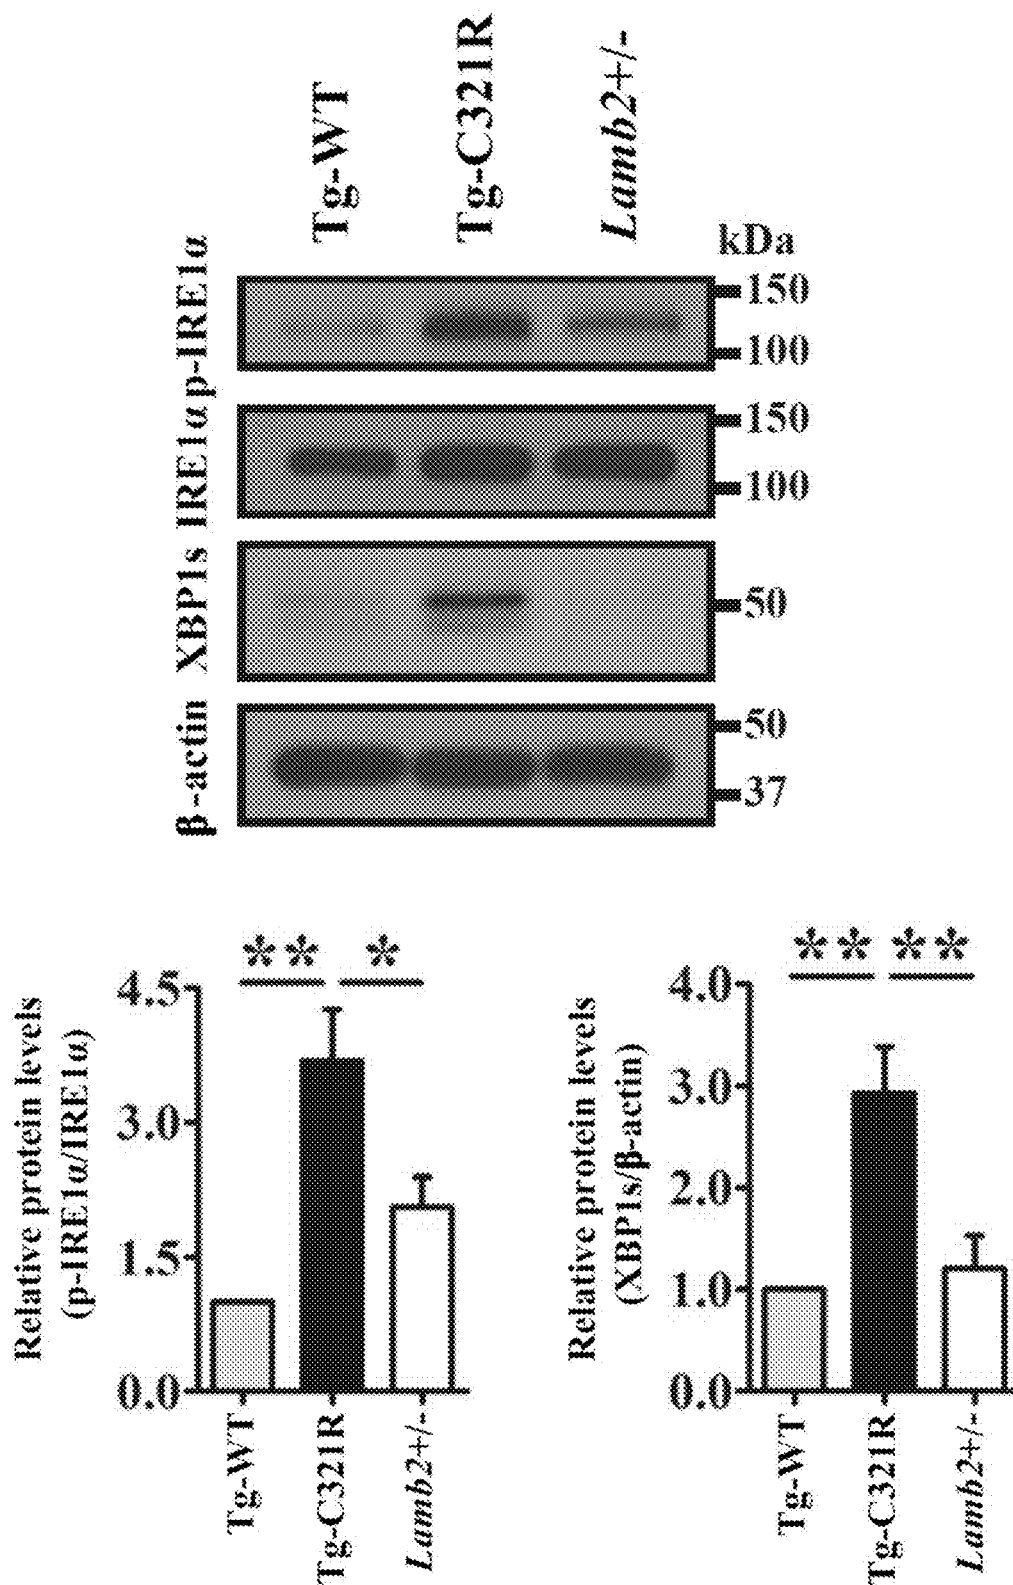 Tg-WT
Tg-C321R
Lamb2+/-
kDa
p-IRE1α
150
100
IRE1α
150
100
XBP1s
50
β-actin
50
37
Relative protein levels
(p-IRE1α/IRE1α)
4.5
3.0
1.5
0.0
** *
Tg-WT
Tg-C321R
Lamb2+/-
Relative protein levels
(XBP1s/β-actin)
4.0
3.0
2.0
1.0
0.0
** **
Tg-WT
Tg-C321R
Lamb2+/-